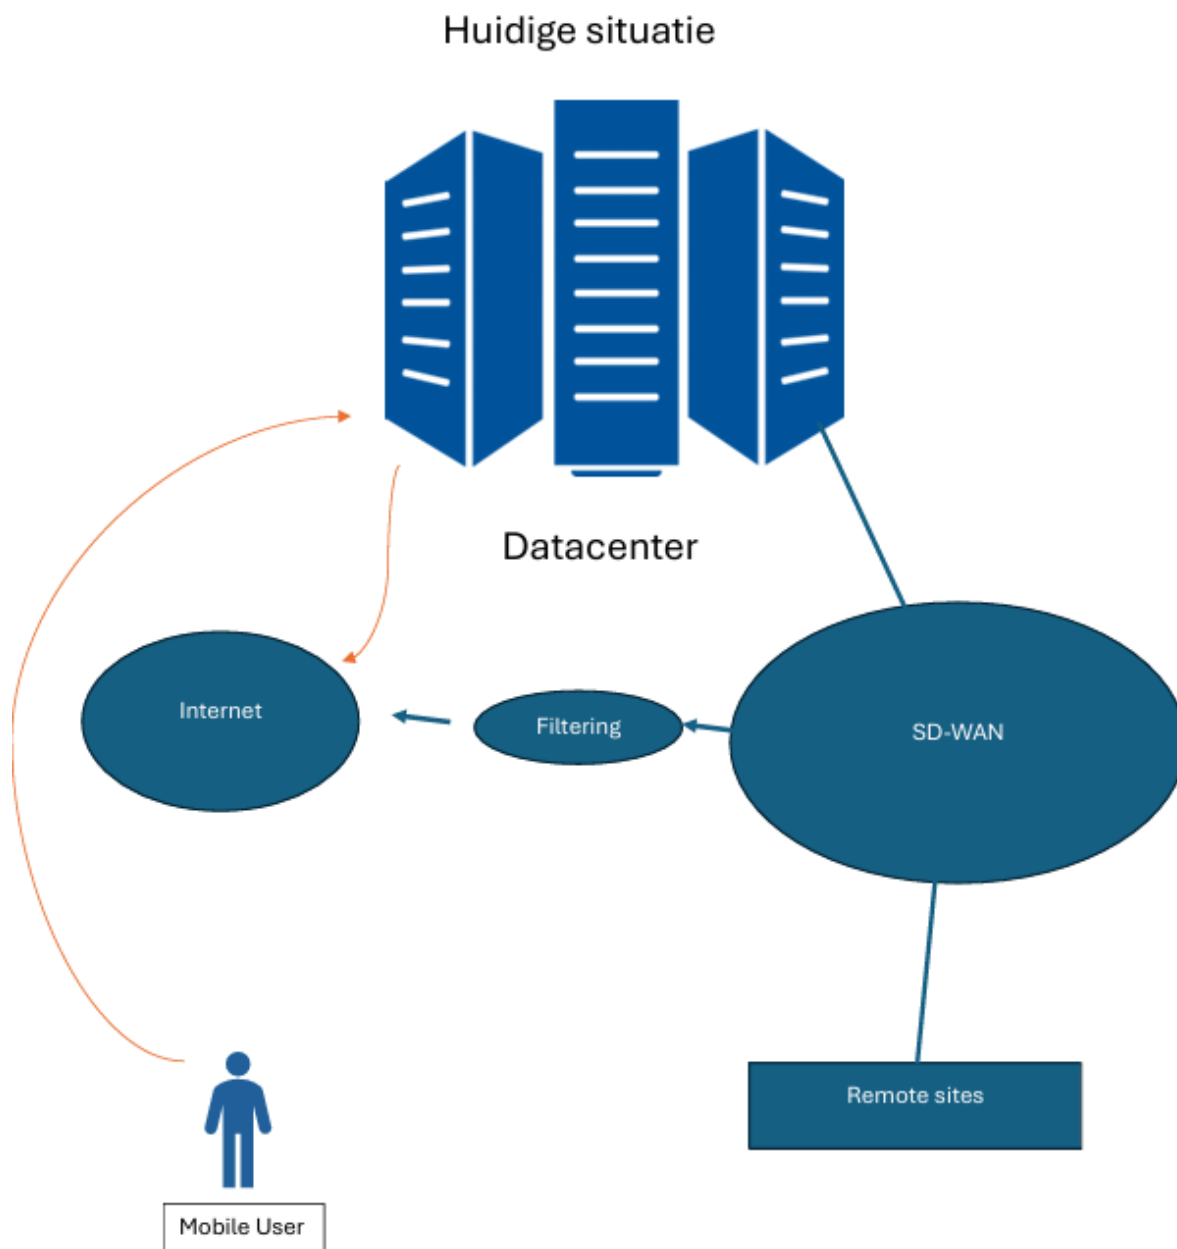 Huidige situatie
Datacenter
Internet
Filtering
SD-WAN
Remote sites
Mobile User